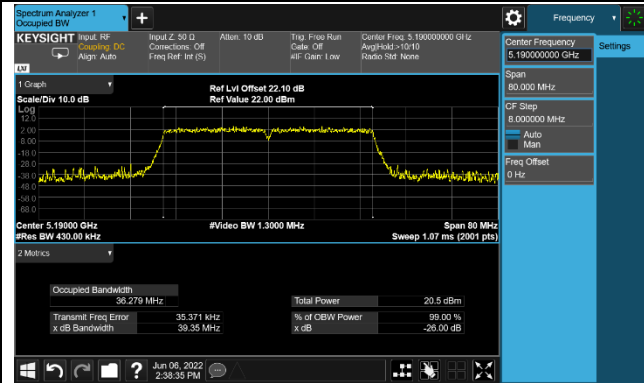 Spectrum Analyzer 1
Occupied BW
Frequency
KEYSIGHT
Input: RF
Coupling: DC
Align: Auto
Input Z: 50 Ω
Corrections: Off
Freq Ref: Int (S)
Atten: 10 dB
Trig: Free Run
Gate: Off
#IF Gain: Low
Center Freq: 5.190000000 GHz
Avg|Hold:>10/10
Radio Std: None
LXI
Center Frequency
5.190000000 GHz
Settings
Span
80.000 MHz
CF Step
8.000000 MHz
Auto
Man
Freq Offset
0 Hz
1 Graph
Scale/Div 10.0 dB
Ref Lvl Offset 22.10 dB
Ref Value 22.00 dBm
Log
12.0
2.00
-8.00
-18.0
-28.0
-38.0
-48.0
-58.0
-68.0
Center 5.19000 GHz
#Video BW 1.3000 MHz
Span 80 MHz
#Res BW 430.00 kHz
Sweep 1.07 ms (2001 pts)
2 Metrics
Occupied Bandwidth
36.279 MHz
Total Power 20.5 dBm
Transmit Freq Error 35.371 kHz
% of OBW Power 99.00 %
x dB Bandwidth 39.35 MHz
x dB -26.00 dB
?
Jun 06, 2022
2:38:35 PM